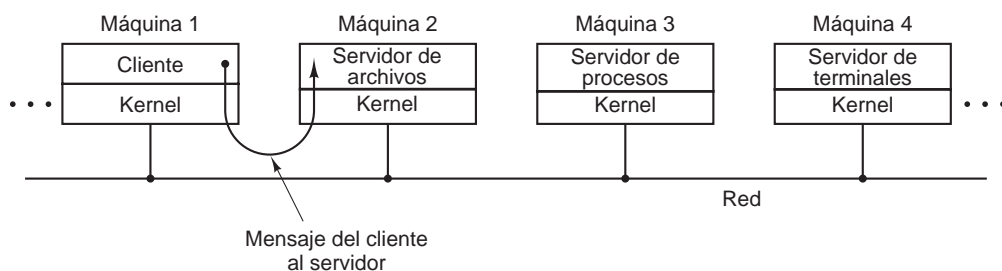 Máquina 1
Máquina 2
Máquina 3
Máquina 4
Cliente
Kernel
Servidor de
archivos
Kernel
Servidor de
procesos
Kernel
Servidor de
terminales
Kernel
Red
Mensaje del cliente
al servidor